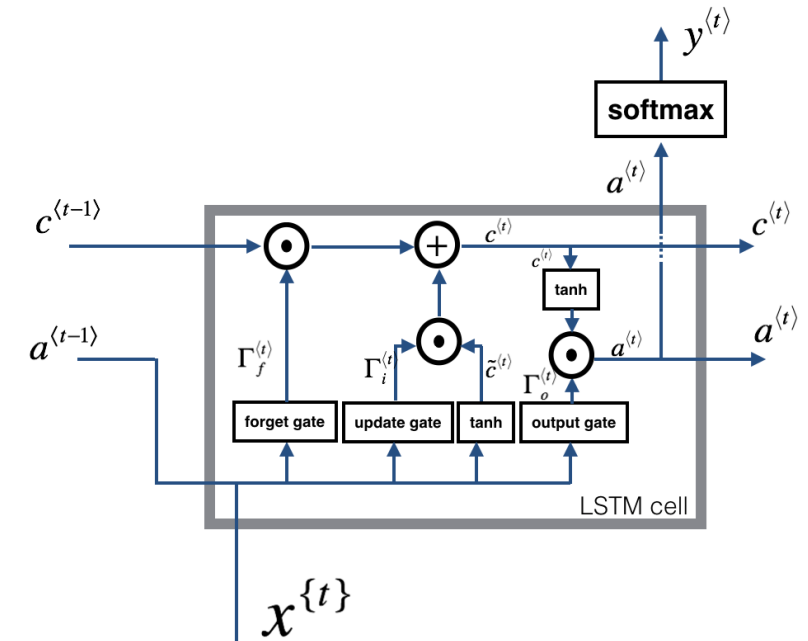 y⟨t⟩
softmax
a⟨t⟩
c⟨t−1⟩
c⟨t⟩
c⟨t⟩
c⟨t⟩
tanh
a⟨t−1⟩
Γf⟨t⟩
Γi⟨t⟩
c̃⟨t⟩
Γo⟨t⟩
a⟨t⟩
a⟨t⟩
forget gate
update gate
tanh
output gate
LSTM cell
x{t}